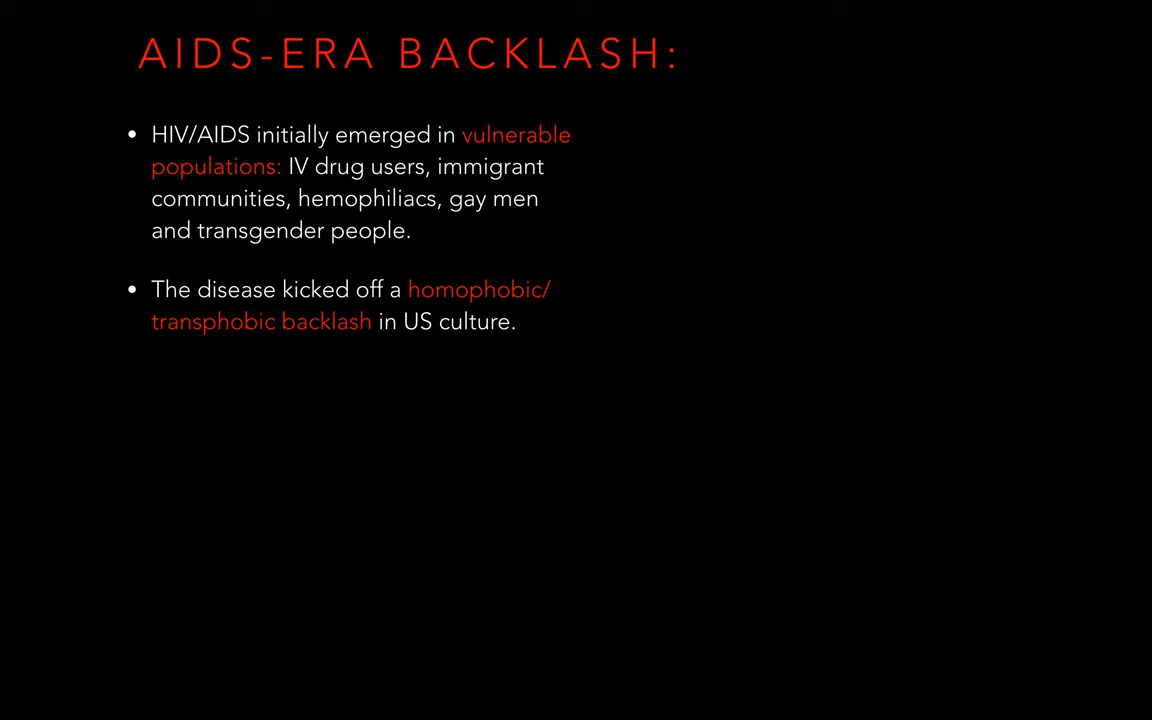 AIDS-ERA BACKLASH:
• HIV/AIDS initially emerged in vulnerable
populations: IV drug users, immigrant
communities, hemophiliacs, gay men
and transgender people.
• The disease kicked off a homophobic/
transphobic backlash in US culture.